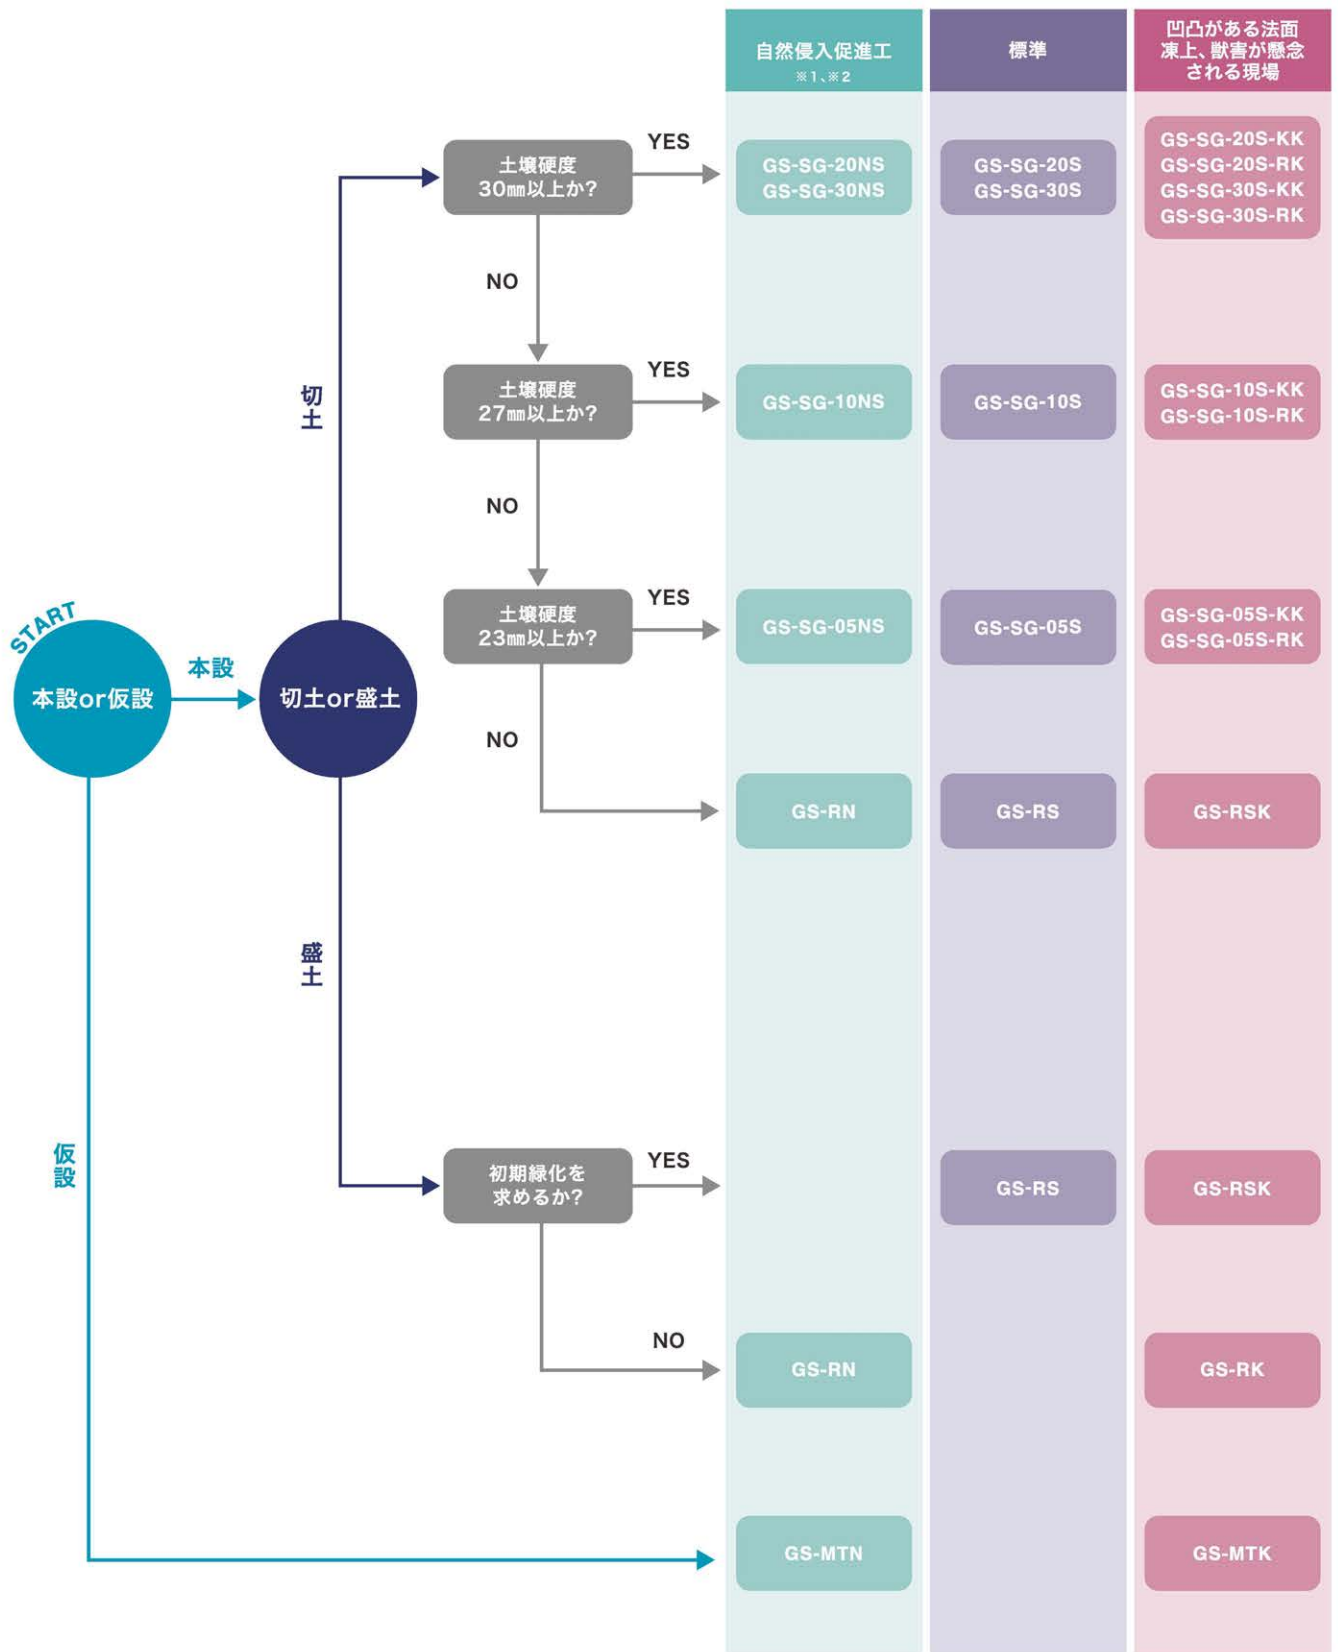 自然侵入促進工
※1、※2
標準
凹凸がある法面
凍上、獣害が懸念
される現場
土壌硬度
30㎜以上か?
YES
GS-SG-20NS
GS-SG-30NS
GS-SG-20S
GS-SG-30S
GS-SG-20S-KK
GS-SG-20S-RK
GS-SG-30S-KK
GS-SG-30S-RK
NO
切土
土壌硬度
27㎜以上か?
YES
GS-SG-10NS
GS-SG-10S
GS-SG-10S-KK
GS-SG-10S-RK
NO
土壌硬度
23㎜以上か?
YES
GS-SG-05NS
GS-SG-05S
GS-SG-05S-KK
GS-SG-05S-RK
START
本設or仮設
本設
切土or盛土
NO
GS-RN
GS-RS
GS-RSK
盛土
仮設
初期緑化を
求めるか?
YES
GS-RS
GS-RSK
NO
GS-RN
GS-RK
GS-MTN
GS-MTK